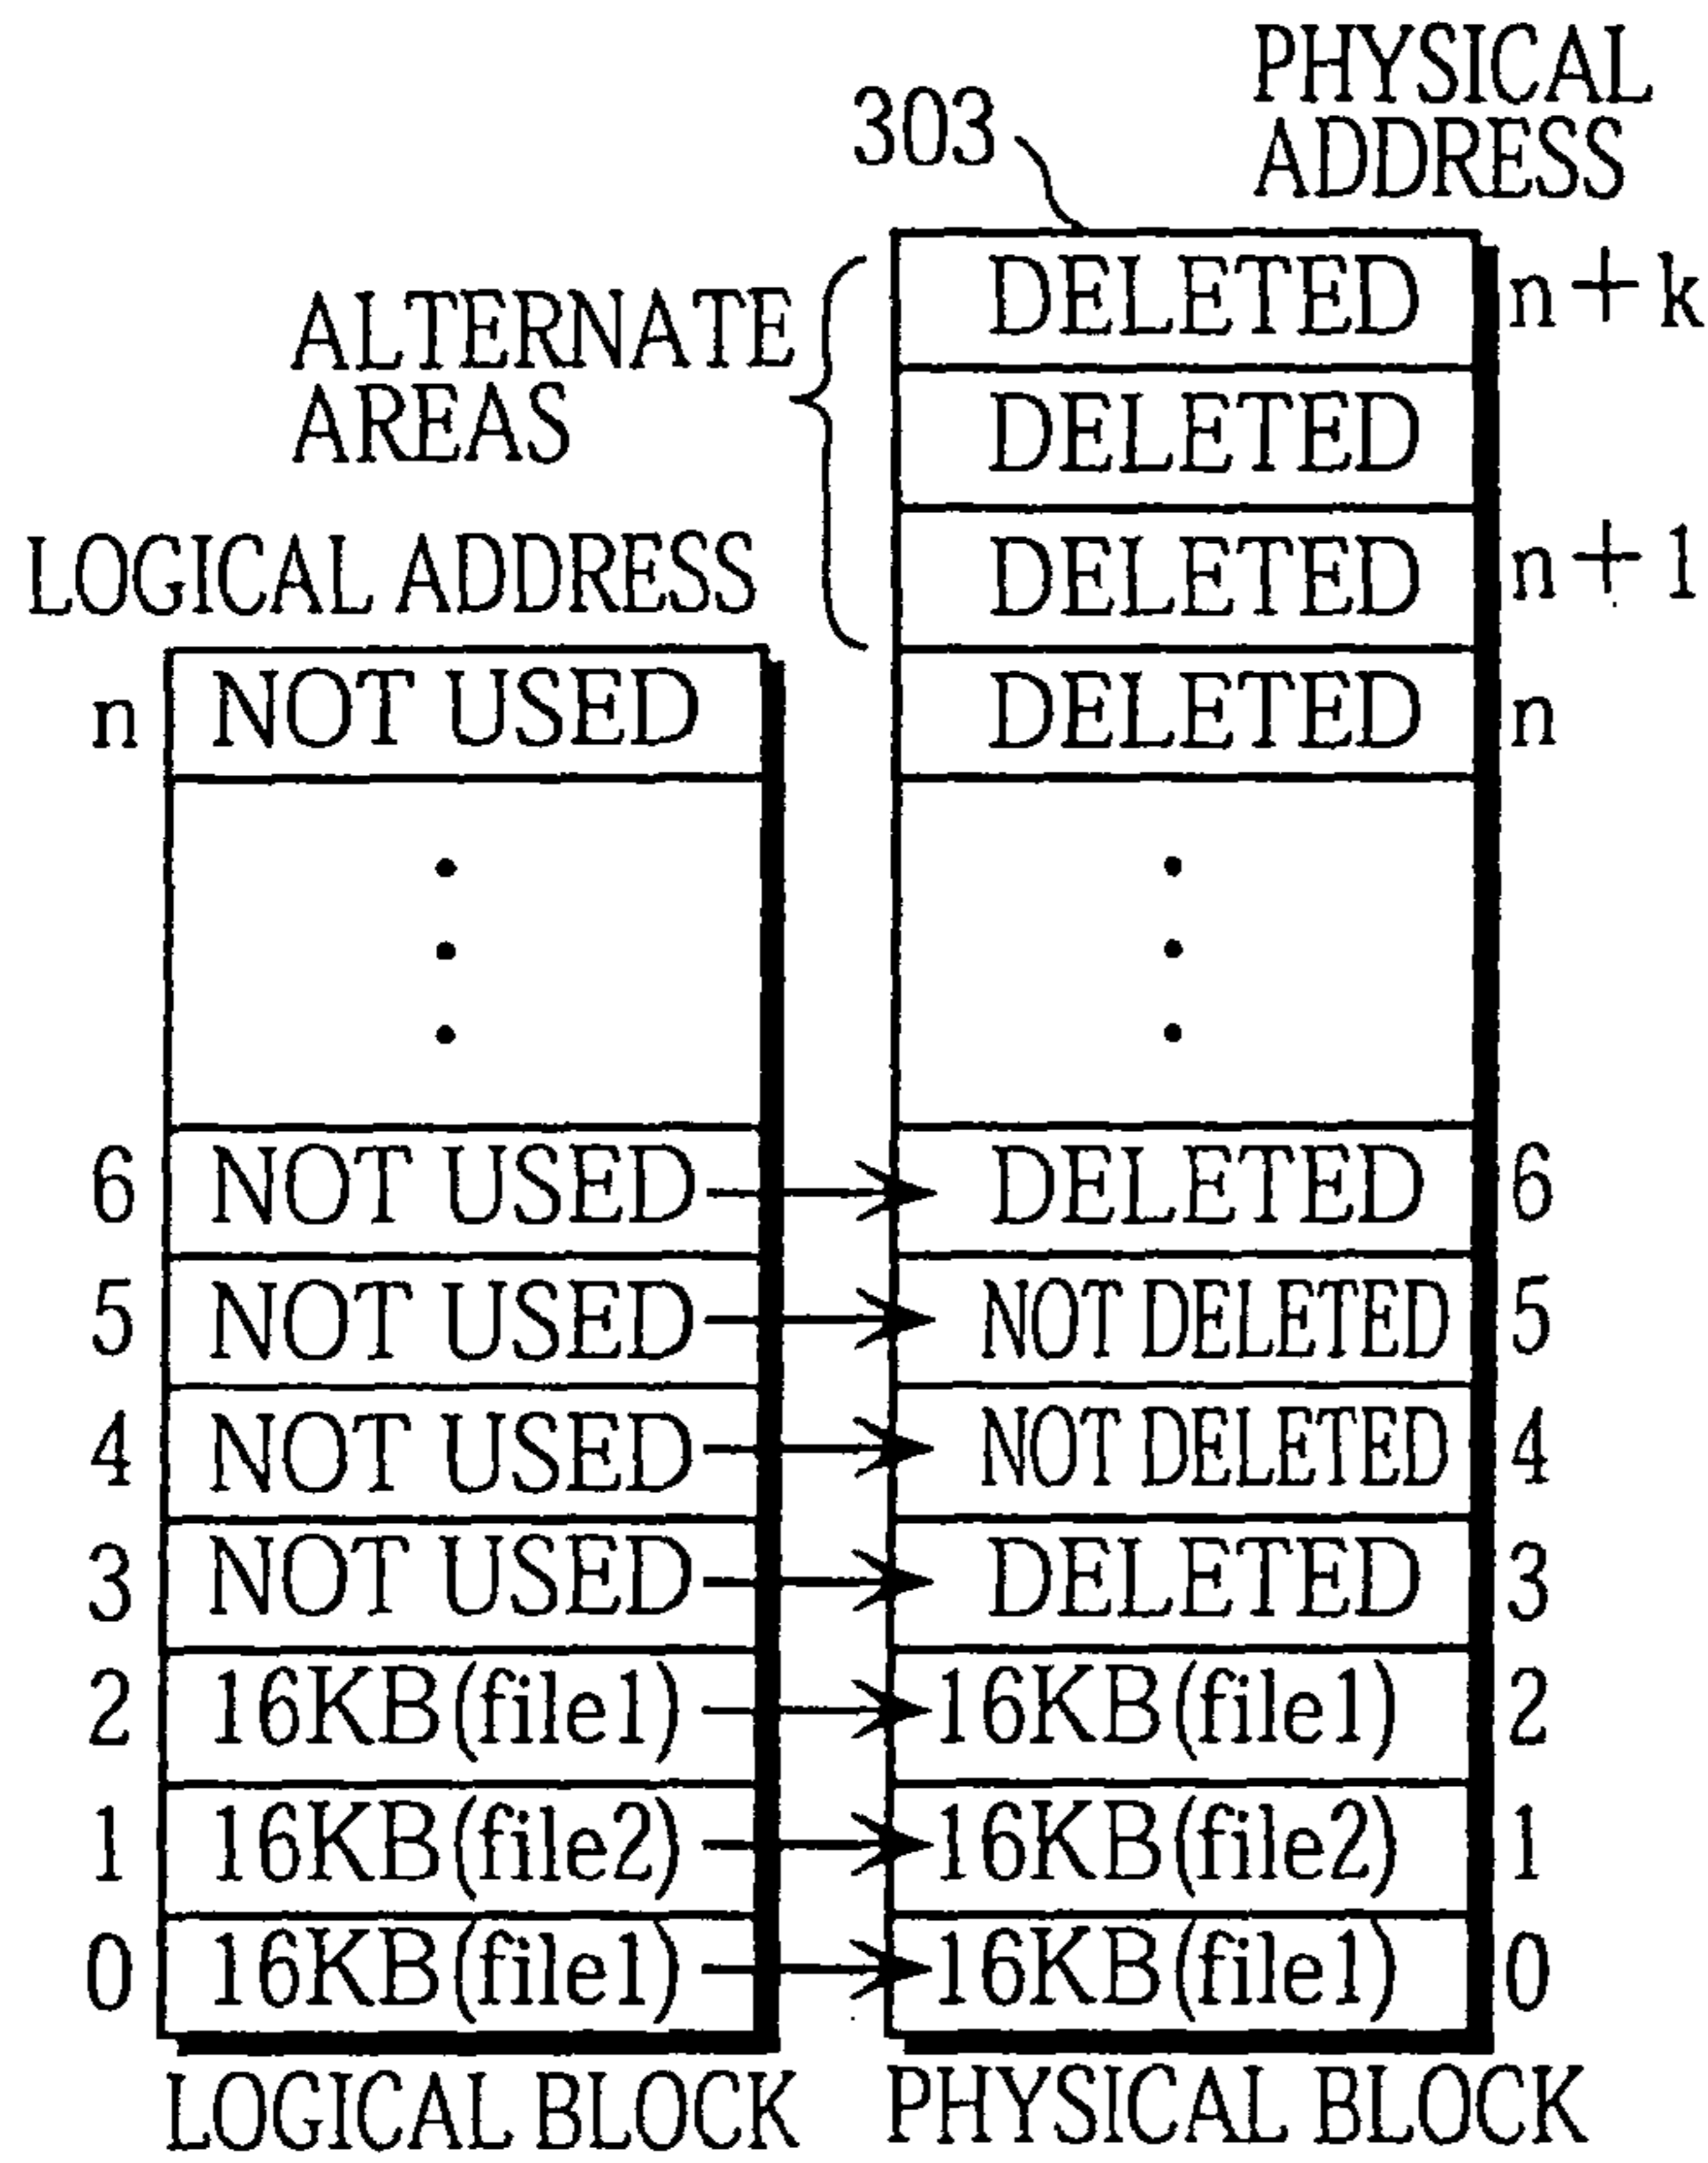 PHYSICAL
ADDRESS
303
ALTERNATE
AREAS
LOGICAL ADDRESS
DELETED n+k
DELETED
DELETED n+1
n NOT USED DELETED n
6 NOT USED DELETED 6
5 NOT USED NOT DELETED 5
4 NOT USED NOT DELETED 4
3 NOT USED DELETED 3
2 16KB(file1) 16KB(file1) 2
1 16KB(file2) 16KB(file2) 1
0 16KB(file1) 16KB(file1) 0
LOGICAL BLOCK PHYSICAL BLOCK